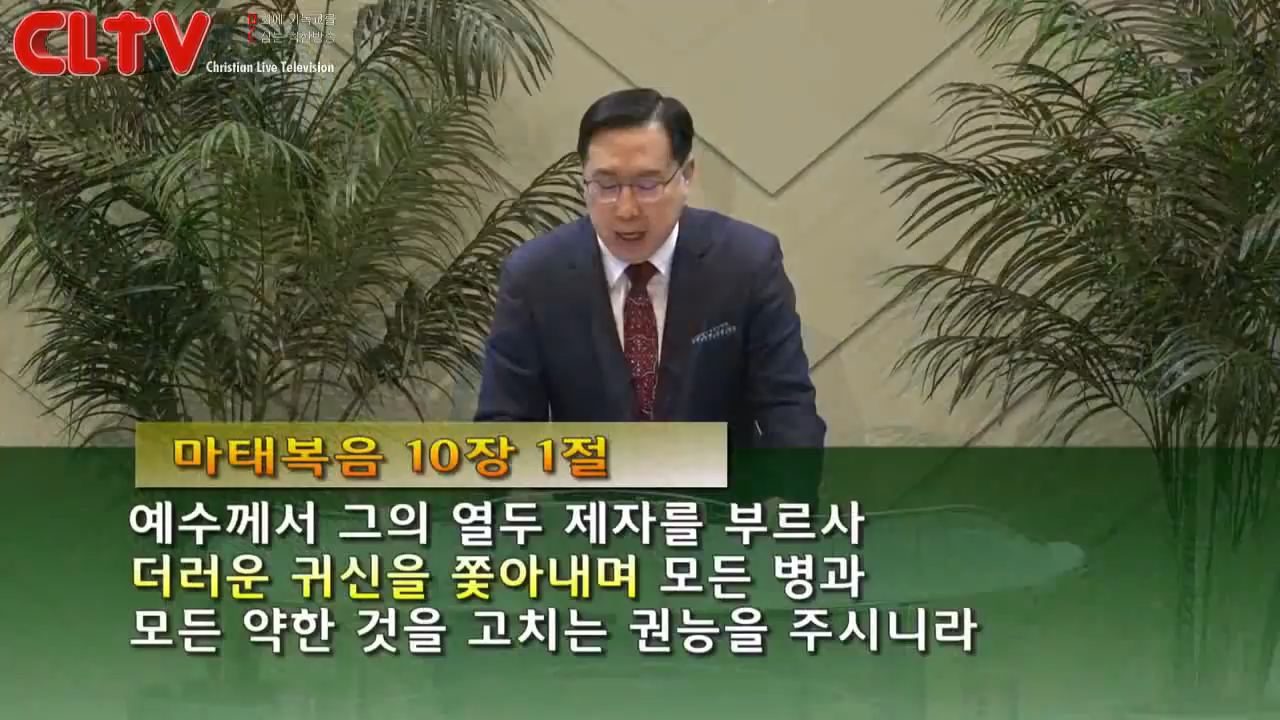 CLTV
Christian Live Television
마태복음 10장 1절
예수께서 그의 열두 제자를 부르사
더러운 귀신을 쫓아내며 모든 병과
모든 약한 것을 고치는 권능을 주시니라